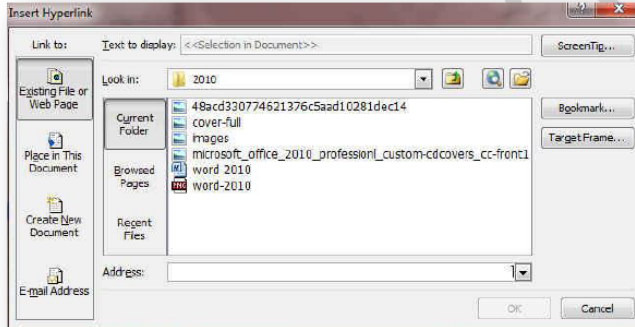 Insert Hyperlink
Link to:
Text to display: <<Selection in Document>>
ScreenTip...
Existing File or
Web Page
Look in:
2010
Current
Folder
48acd330774621376c5aad10281dec14
cover-full
images
microsoft_office_2010_professionl_custom-cdcovers_cc-front1
word 2010
word-2010
Bookmark...
Target Frame...
Place in This
Document
Browsed
Pages
Create New
Document
Recent
Files
E-mail Address
Address:
OK
Cancel